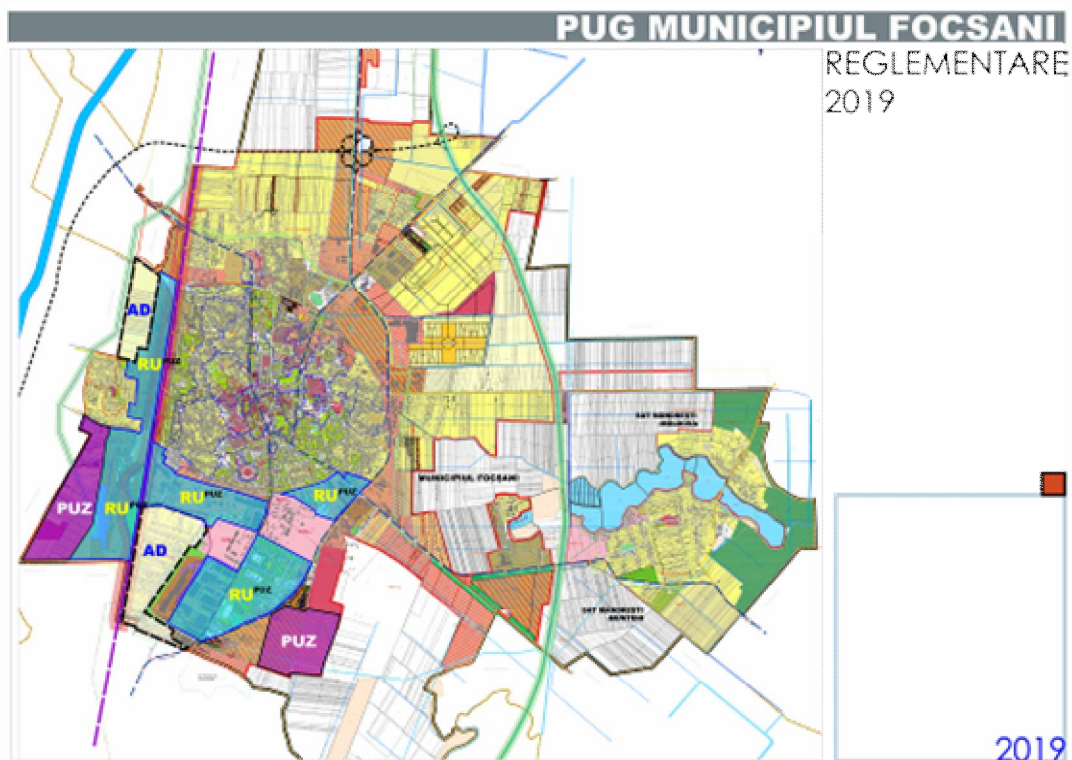 PUG MUNICIPIUL FOCSANI
REGLEMENTARE
2019
AD
RU PUZ
PUZ
RU PUZ
RU PUZ
RU PUZ
MUNICIPIUL FOCSANI
AD
RU PUZ
PUZ
2019